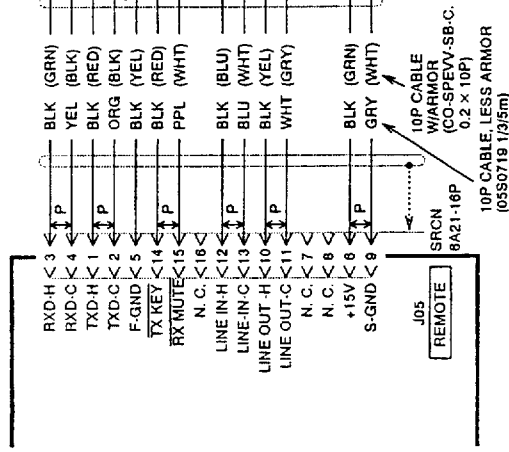 RXD-H < 3 BLK (GRN)
P
RXD-C < 4 YEL (BLK)
TXD-H < 1 BLK (RED)
P
TXD-C < 2 ORG (BLK)
F-GND < 5 BLK (YEL)
TX KEY < 14 BLK (RED)
P
RX MUTE < 15 PPL (WHT)
N.C. < 16
LINE IN-H < 12 BLK (BLU)
P
LINE-IN-C < 13 BLU (WHT)
LINE OUT -H < 10 BLK (YEL)
P
LINE OUT-C < 11 WHT (GRY)
N.C. < 7
N.C. < 8
+15V < 6 BLK (GRN)
P
S-GND < 9 GRY (WHT)
J05
REMOTE
SRCN
8A21-16P
10P CABLE
W/ARMOR
(CO-SPEVV-SB-C.
0.2 × 10P)
10P CABLE, LESS ARMOR
(05S0719 1/3/5m)